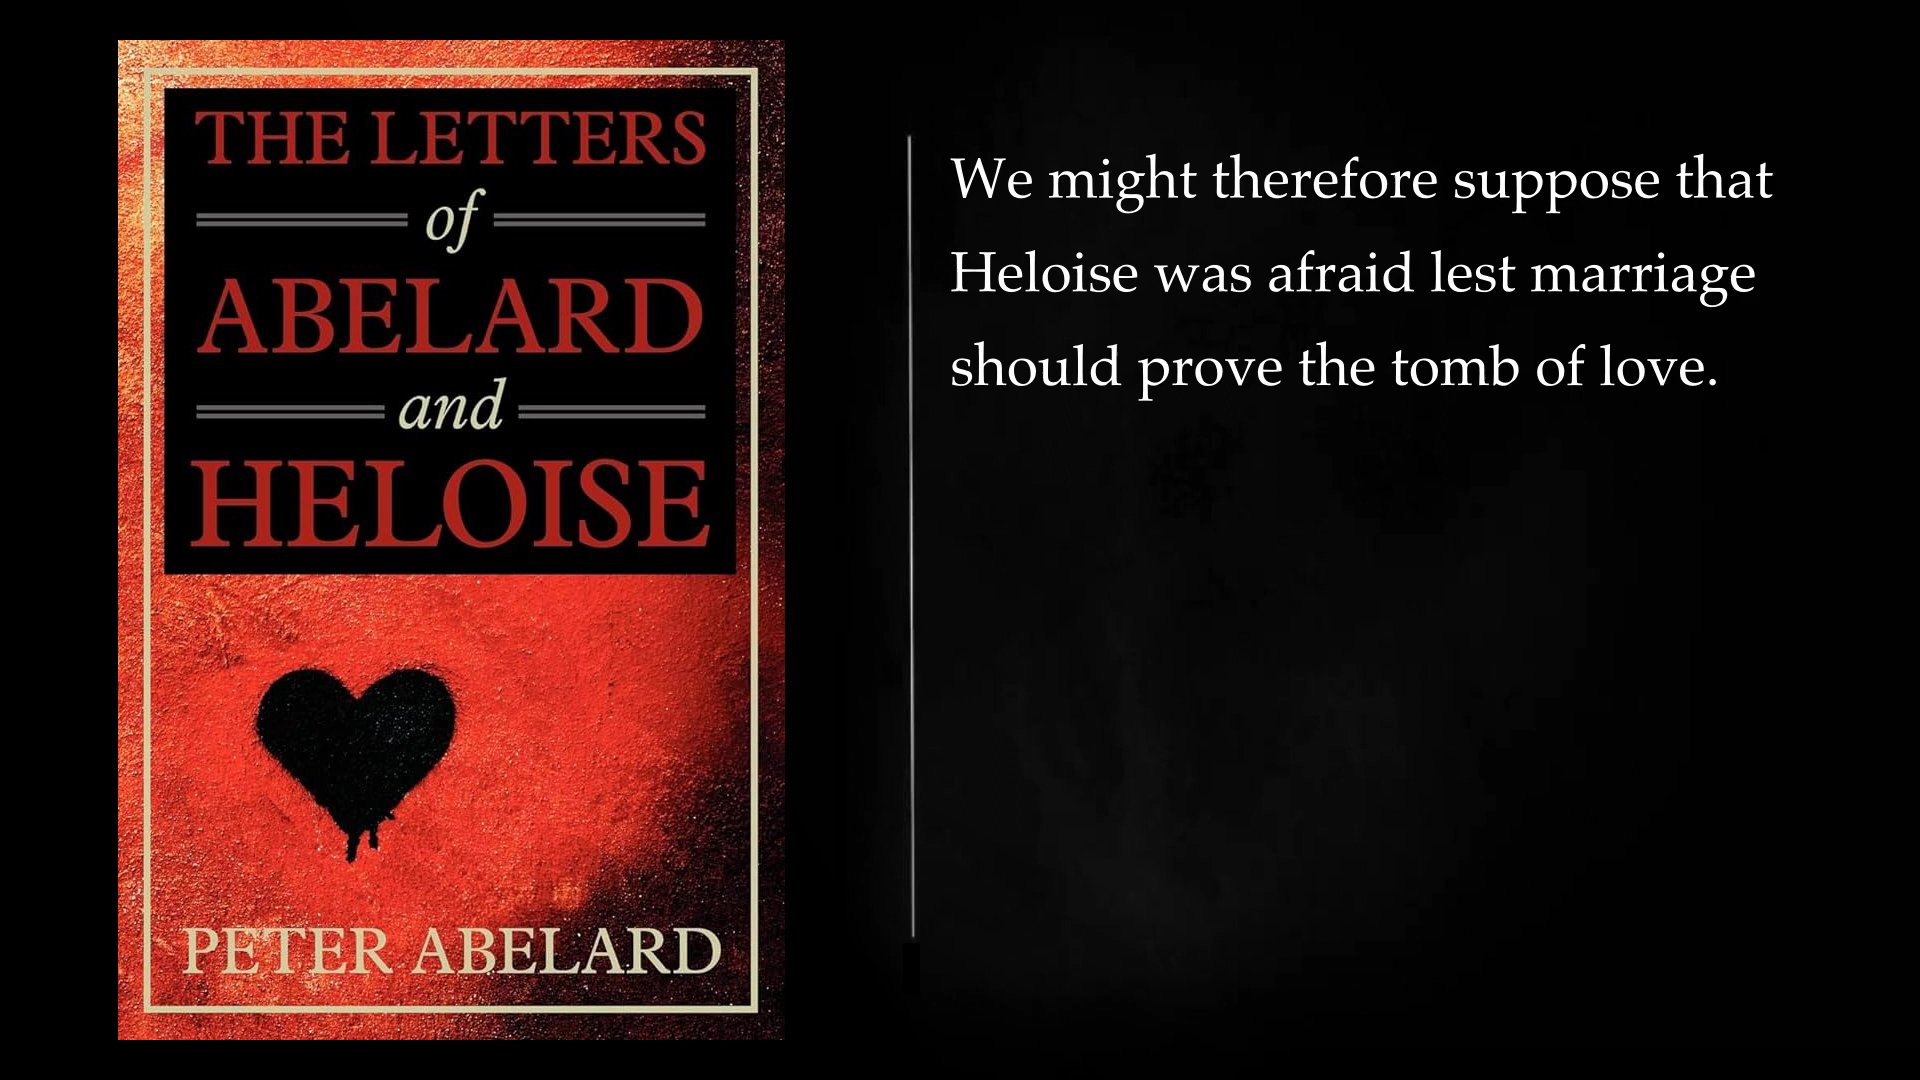 THE LETTERS
of
ABELARD
and
HELOISE
PETER ABELARD
We might therefore suppose that
Heloise was afraid lest marriage
should prove the tomb of love.